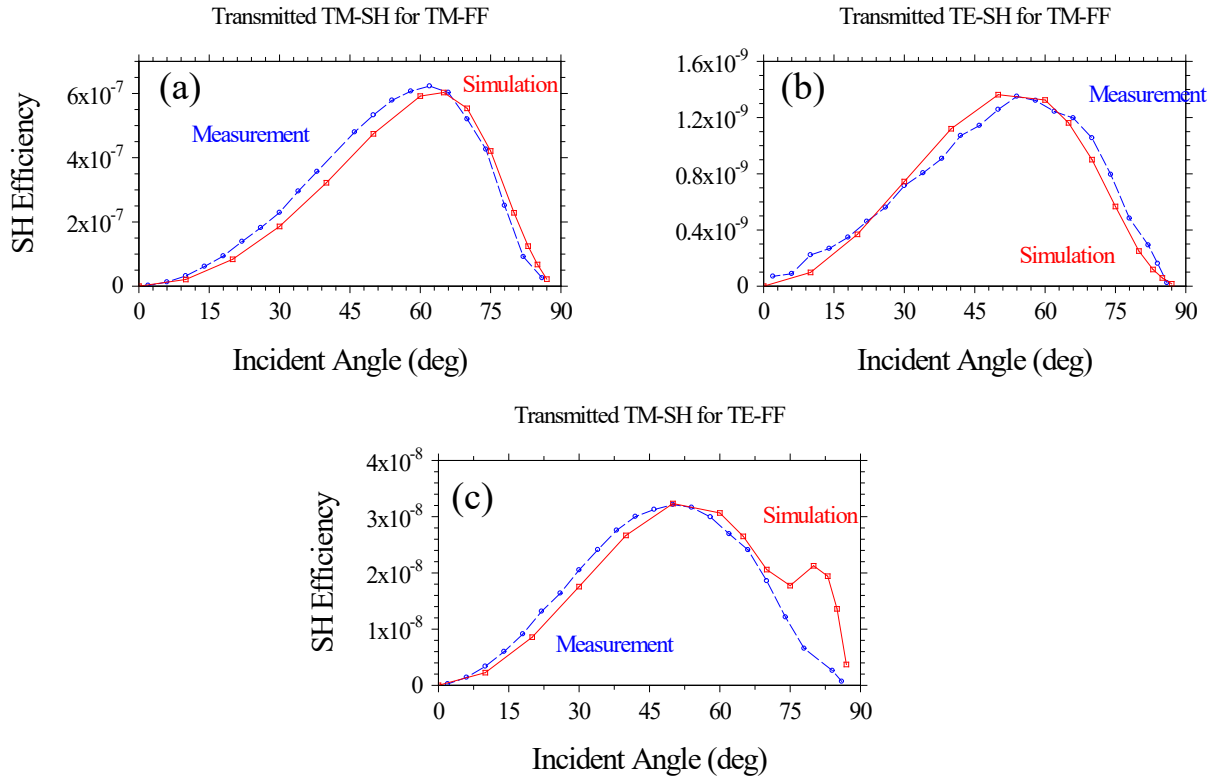 Transmitted TM-SH for TM-FF
(a)
Simulation
Measurement
6x10-7
4x10-7
2x10-7
0
SH Efficiency
0 15 30 45 60 75 90
Incident Angle (deg)
Transmitted TE-SH for TM-FF
1.6x10-9
(b)
Measurement
1.2x10-9
0.8x10-9
0.4x10-9
Simulation
0
0 15 30 45 60 75 90
Incident Angle (deg)
Transmitted TM-SH for TE-FF
4x10-8
(c)
Simulation
3x10-8
2x10-8
1x10-8
Measurement
0
SH Efficiency
0 15 30 45 60 75 90
Incident Angle (deg)